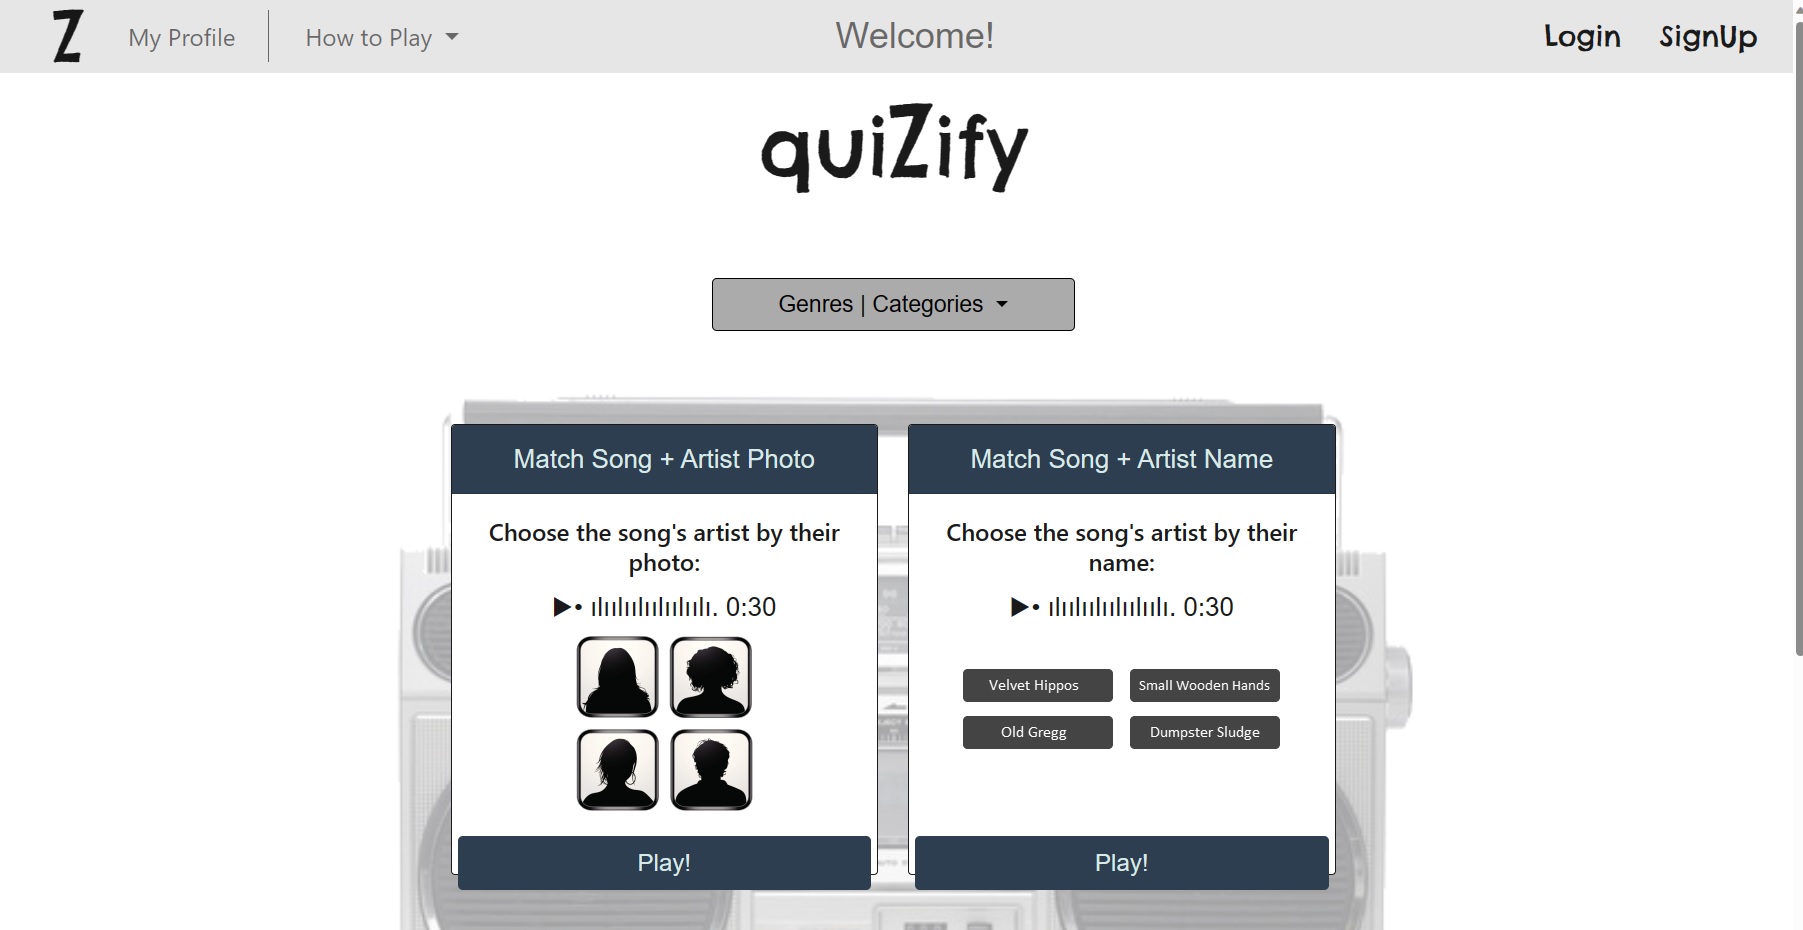 Z My Profile How to Play Welcome! Login SignUp
quiZify
Genres | Categories
Match Song + Artist Photo
Choose the song's artist by their
photo:
0:30
Play!
Match Song + Artist Name
Choose the song's artist by their
name:
0:30
Velvet Hippos Small Wooden Hands
Old Gregg Dumpster Sludge
Play!